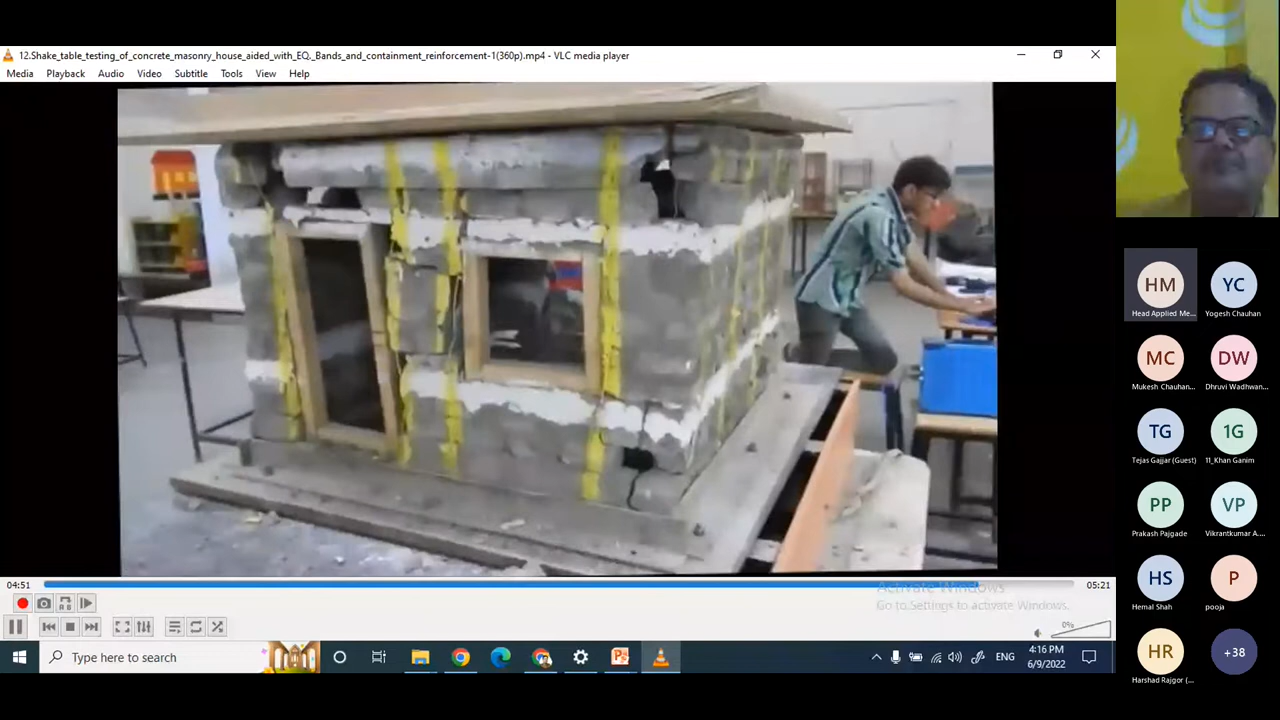 12.Shake_table_testing_of_concrete_masonry_house_aided_with_EQ._Bands_and_containment_reinforcement-1(360p).mp4 - VLC media player
Media Playback Audio Video Subtitle Tools View Help
HM
Head Applied Me...
YC
Yogesh Chauhan
MC
Mukesh Chauhan...
DW
Dhruvi Wadhwan...
TG
Tejas Gajjar (Guest)
1G
11_Khan Ganim
PP
Prakash Pajgade
VP
Vikrantkumar A....
HS
Hemal Shah
P
pooja
HR
Harshad Rajgor (...
+38
04:51
05:21
Activate Windows
Go to Settings to activate Windows.
0%
Type here to search
ENG
4:16 PM
6/9/2022